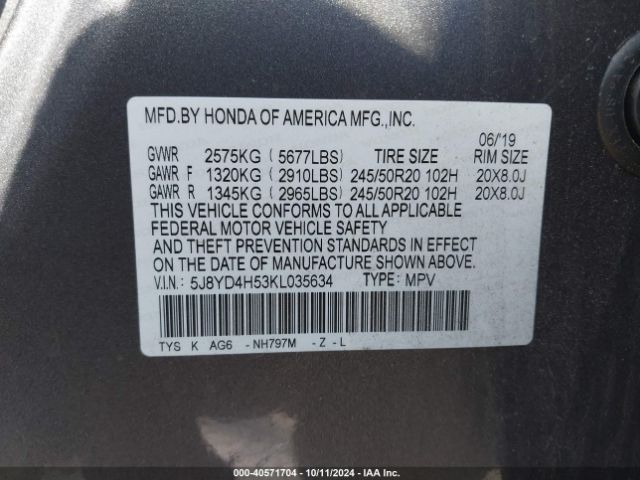 MFD.BY HONDA OF AMERICA MFG.,INC.
06/'19
GVWR 2575KG (5677LBS) TIRE SIZE RIM SIZE
GAWR F 1320KG (2910LBS) 245/50R20 102H 20X8.0J
GAWR R 1345KG (2965LBS) 245/50R20 102H 20X8.0J
THIS VEHICLE CONFORMS TO ALL APPLICABLE
FEDERAL MOTOR VEHICLE SAFETY
AND THEFT PREVENTION STANDARDS IN EFFECT
ON THE DATE OF MANUFACTURE SHOWN ABOVE.
V.I.N.: 5J8YD4H53KL035634 TYPE: MPV
TYS K AG6 -NH797M -Z-L
000-40571704 | 10/11/2024 | IAA Inc.